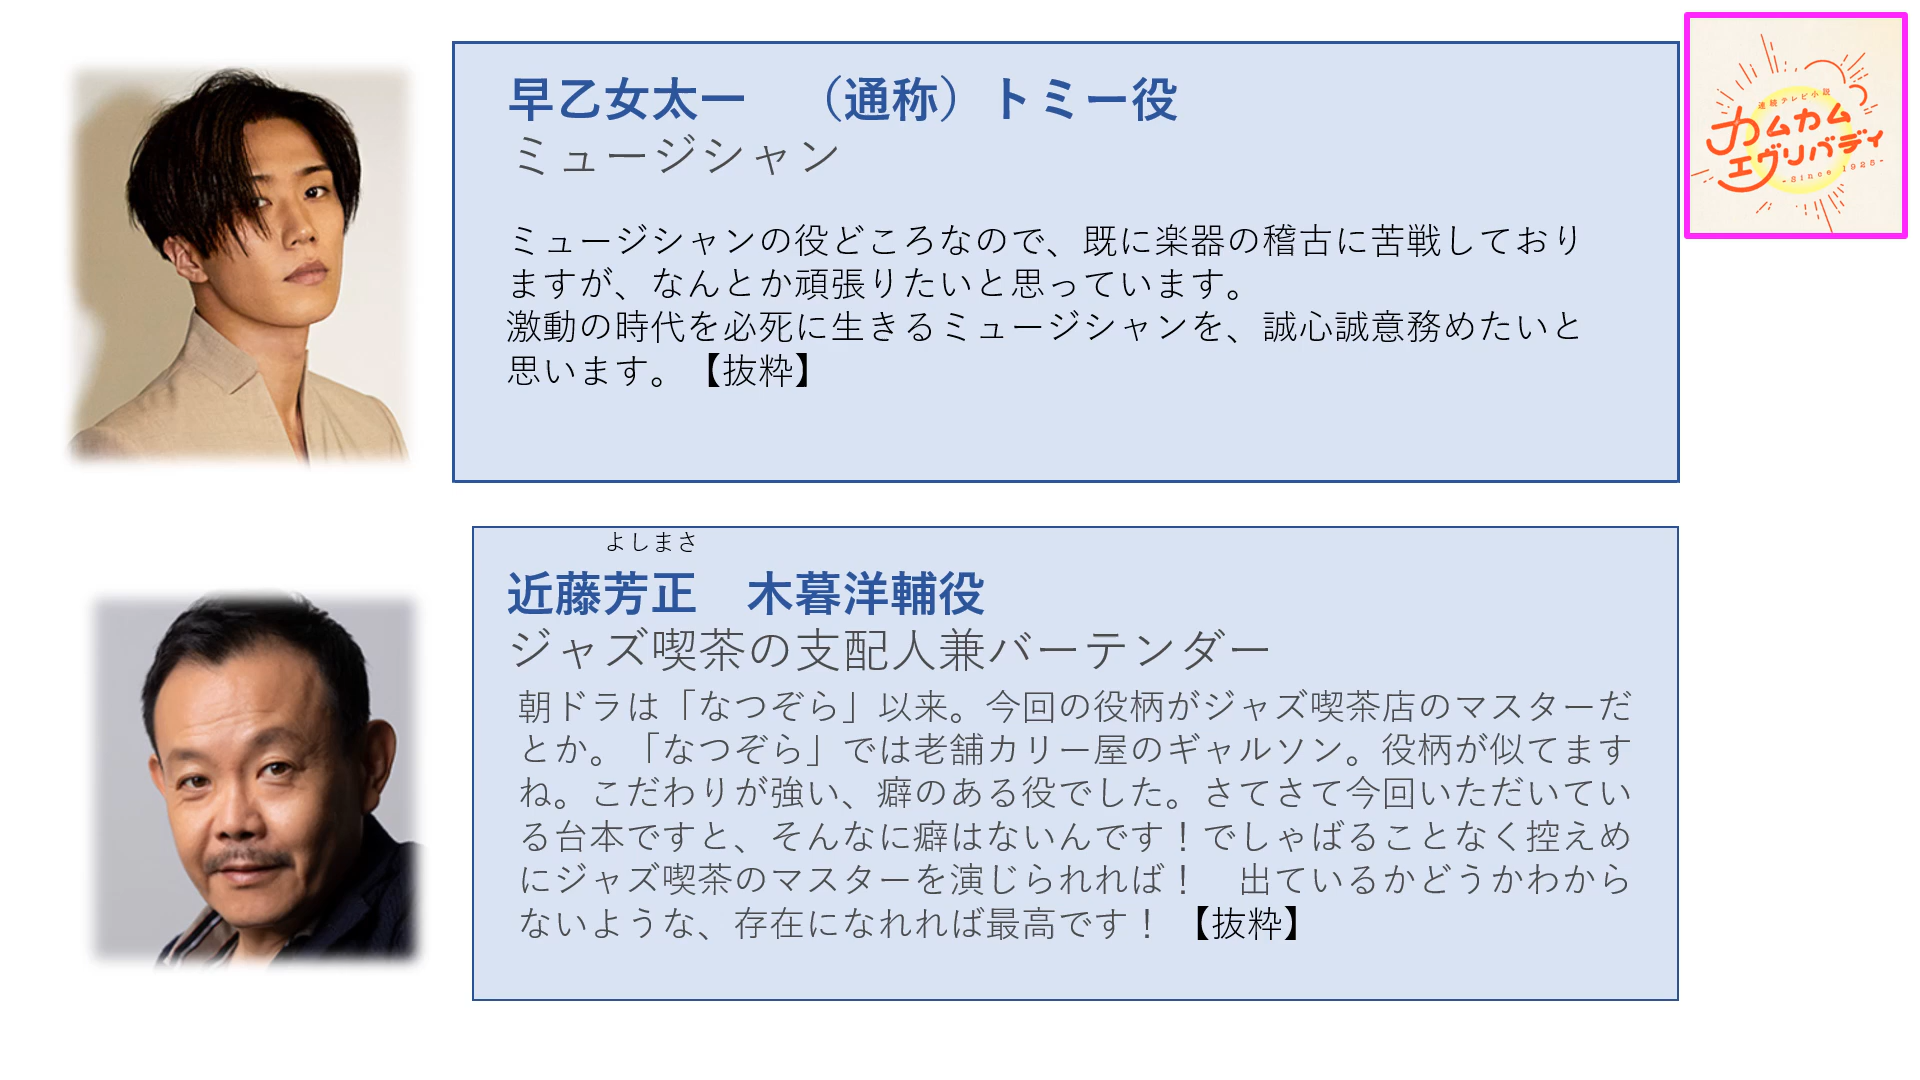 早乙女太一　（通称）トミー役
ミュージシャン
ミュージシャンの役どころなので、既に楽器の稽古に苦戦しており
ますが、なんとか頑張りたいと思っています。
激動の時代を必死に生きるミュージシャンを、誠心誠意務めたいと
思います。【抜粋】
連続テレビ小説
カムカム
エヴリバディ
-Since 1925-
よしまさ
近藤芳正　木暮洋輔役
ジャズ喫茶の支配人兼バーテンダー
朝ドラは「なつぞら」以来。今回の役柄がジャズ喫茶店のマスターだ
とか。「なつぞら」では老舗カリー屋のギャルソン。役柄が似てます
ね。こだわりが強い、癖のある役でした。さてさて今回いただいてい
る台本ですと、そんなに癖はないんです！でしゃばることなく控えめ
にジャズ喫茶のマスターを演じられれば！　出ているかどうかわから
ないような、存在になれれば最高です！ 【抜粋】